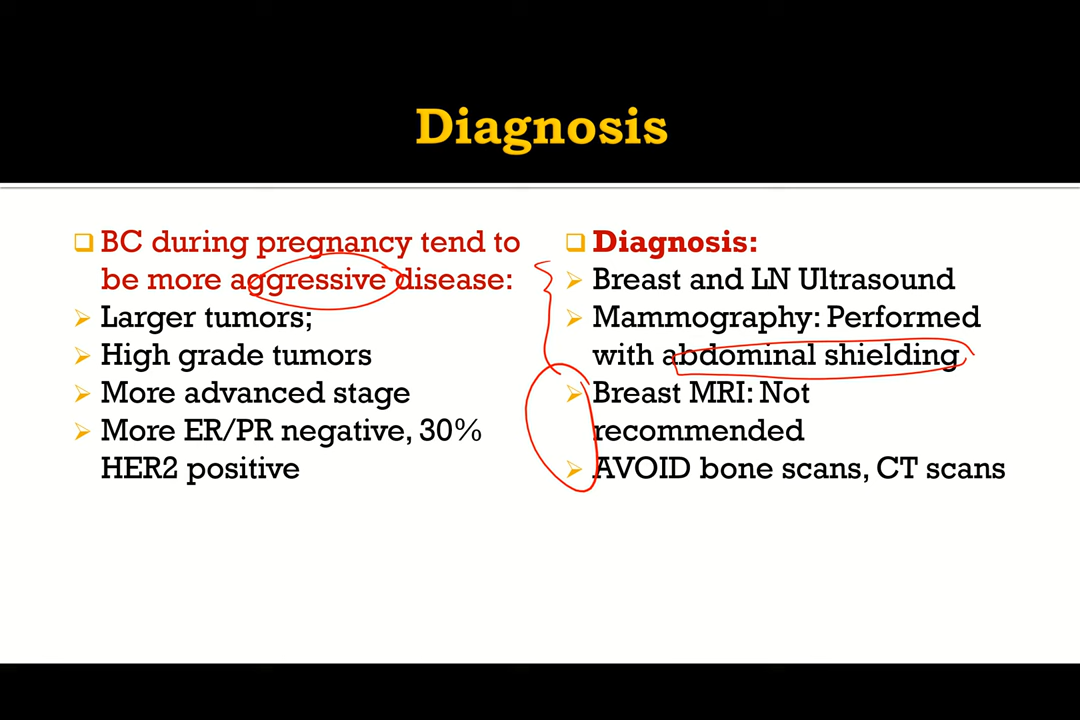 Diagnosis
BC during pregnancy tend to
be more aggressive disease:
Larger tumors;
High grade tumors
More advanced stage
More ER/PR negative, 30%
HER2 positive
Diagnosis:
Breast and LN Ultrasound
Mammography: Performed
with abdominal shielding
Breast MRI: Not
recommended
AVOID bone scans, CT scans